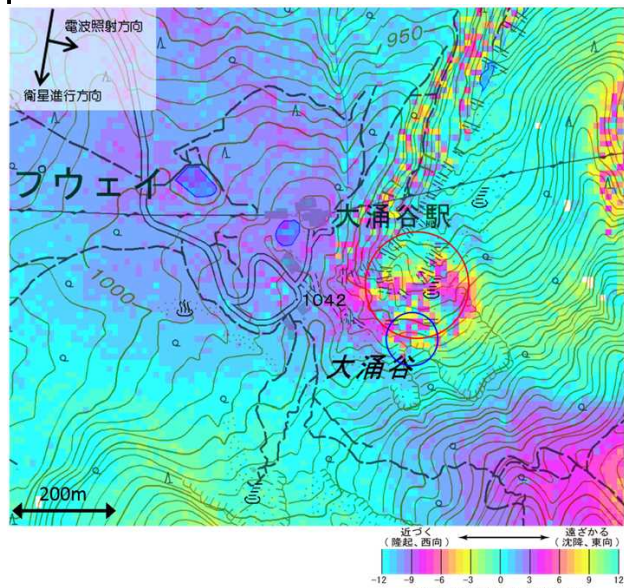 電波照射方向
衛星進行方向
950
プウェイ
大涌谷駅
1000
1042
大涌谷
200m
近づく
(隆起、西向)
遠ざかる
(沈降、東向)
-12 -9 -6 -3 0 3 6 9 12